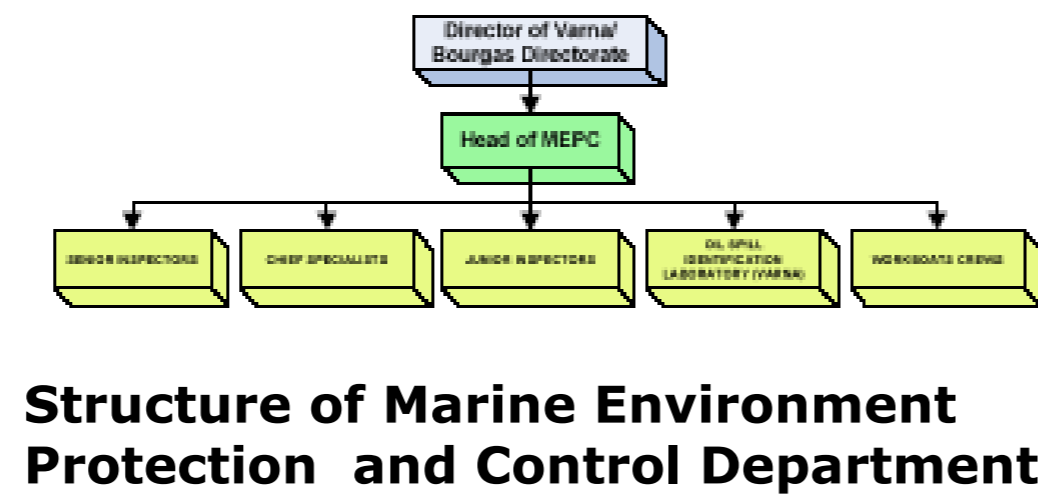 Director of Varna/
Bourgas Directorate
Head of MEPC
SENIOR INSPECTORS
CHIEF SPECIALISTS
JUNIOR INSPECTORS
OIL SPILL
IDENTIFICATION
LABORATORY (VARNA)
WORKBOATS CREWS
Structure of Marine Environment
Protection and Control Department